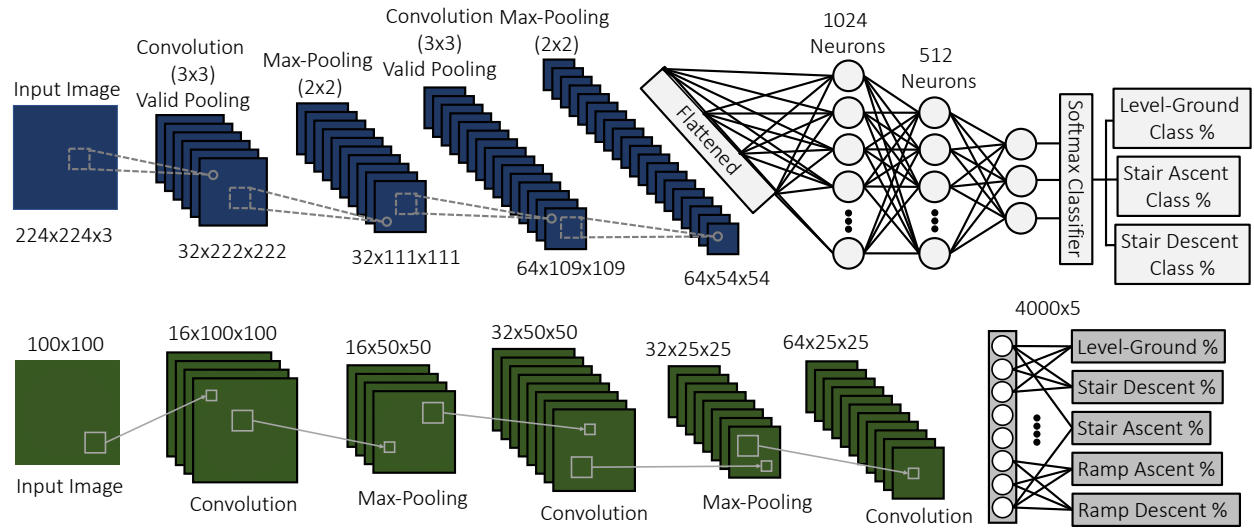 Input Image
224x224x3
Convolution
(3x3)
Valid Pooling
32x222x222
Max-Pooling
(2x2)
32x111x111
Convolution
(3x3)
Valid Pooling
64x109x109
Max-Pooling
(2x2)
64x54x54
Flattened
1024
Neurons
512
Neurons
Softmax Classifier
Level-Ground
Class %
Stair Ascent
Class %
Stair Descent
Class %
100x100
Input Image
16x100x100
Convolution
16x50x50
Max-Pooling
32x50x50
Convolution
32x25x25
Max-Pooling
64x25x25
Convolution
4000x5
Level-Ground %
Stair Descent %
Stair Ascent %
Ramp Ascent %
Ramp Descent %